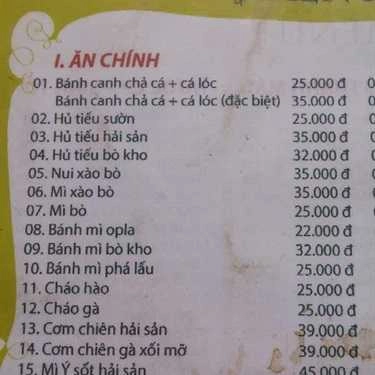 I. ĂN CHÍNH
01. Bánh canh chả cá + cá lóc 25.000 đ
Bánh canh chả cá + cá lóc (đặc biệt) 35.000 đ
02. Hủ tiếu sườn 25.000 đ
03. Hủ tiếu hải sản 35.000 đ
04. Hủ tiếu bò kho 32.000 đ
05. Nui xào bò 35.000 đ
06. Mì xào bò 35.000 đ
07. Mì bò 25.000 đ
08. Bánh mì opla 22.000 đ
09. Bánh mì bò kho 32.000 đ
10. Bánh mì phá lấu 25.000 đ
11. Cháo hào 25.000 đ
12. Cháo gà 25.000 đ
13. Cơm chiên hải sản 39.000 đ
14. Cơm chiên gà xối mỡ 39.000 đ
15. Mì Ý sốt hải sản 45.000 đ